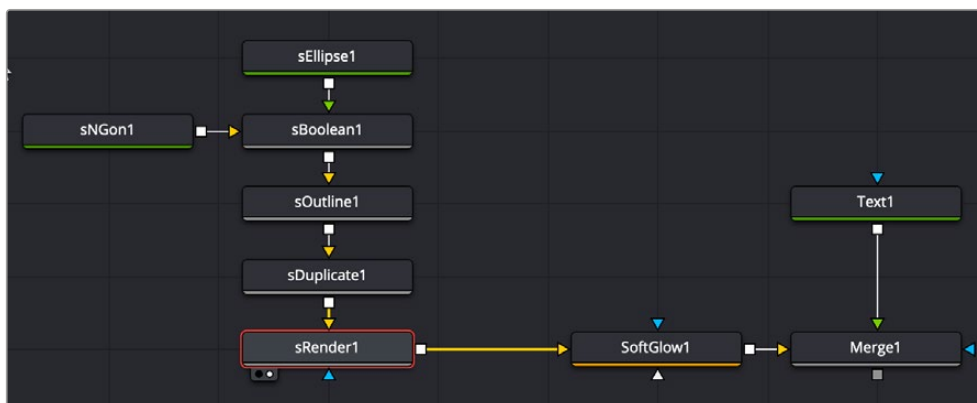 sEllipse1
sNGon1
sBoolean1
sOutline1
Text1
sDuplicate1
sRender1
SoftGlow1
Merge1